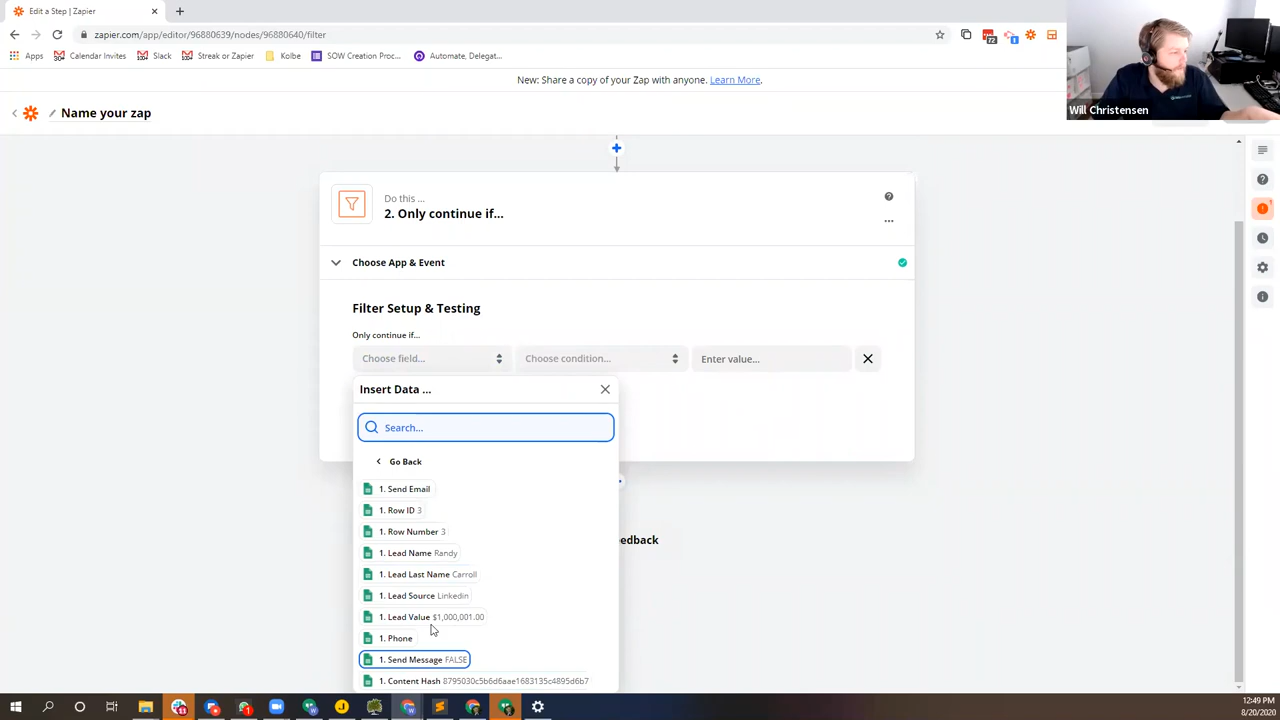 Edit a Step | Zapier
zapier.com/app/editor/96880639/nodes/96880640/filter
Apps
Calendar Invites
Slack
Streak or Zapier
Kolbe
SOW Creation Proc...
Automate, Delegat...
New: Share a copy of your Zap with anyone. Learn More.
Name your zap
Will Christensen
Do this ...
2. Only continue if...
Choose App & Event
Filter Setup & Testing
Only continue if...
Choose field...
Choose condition...
Enter value...
Insert Data ...
Search...
Go Back
1. Send Email
1. Row ID 3
1. Row Number 3
1. Lead Name Randy
1. Lead Last Name Carroll
1. Lead Source Linkedin
1. Lead Value $1,000,001.00
1. Phone
1. Send Message FALSE
1. Content Hash 8795030c5b6d6aae1683135c4895d6b7
eedback
12:49 PM
8/20/2020